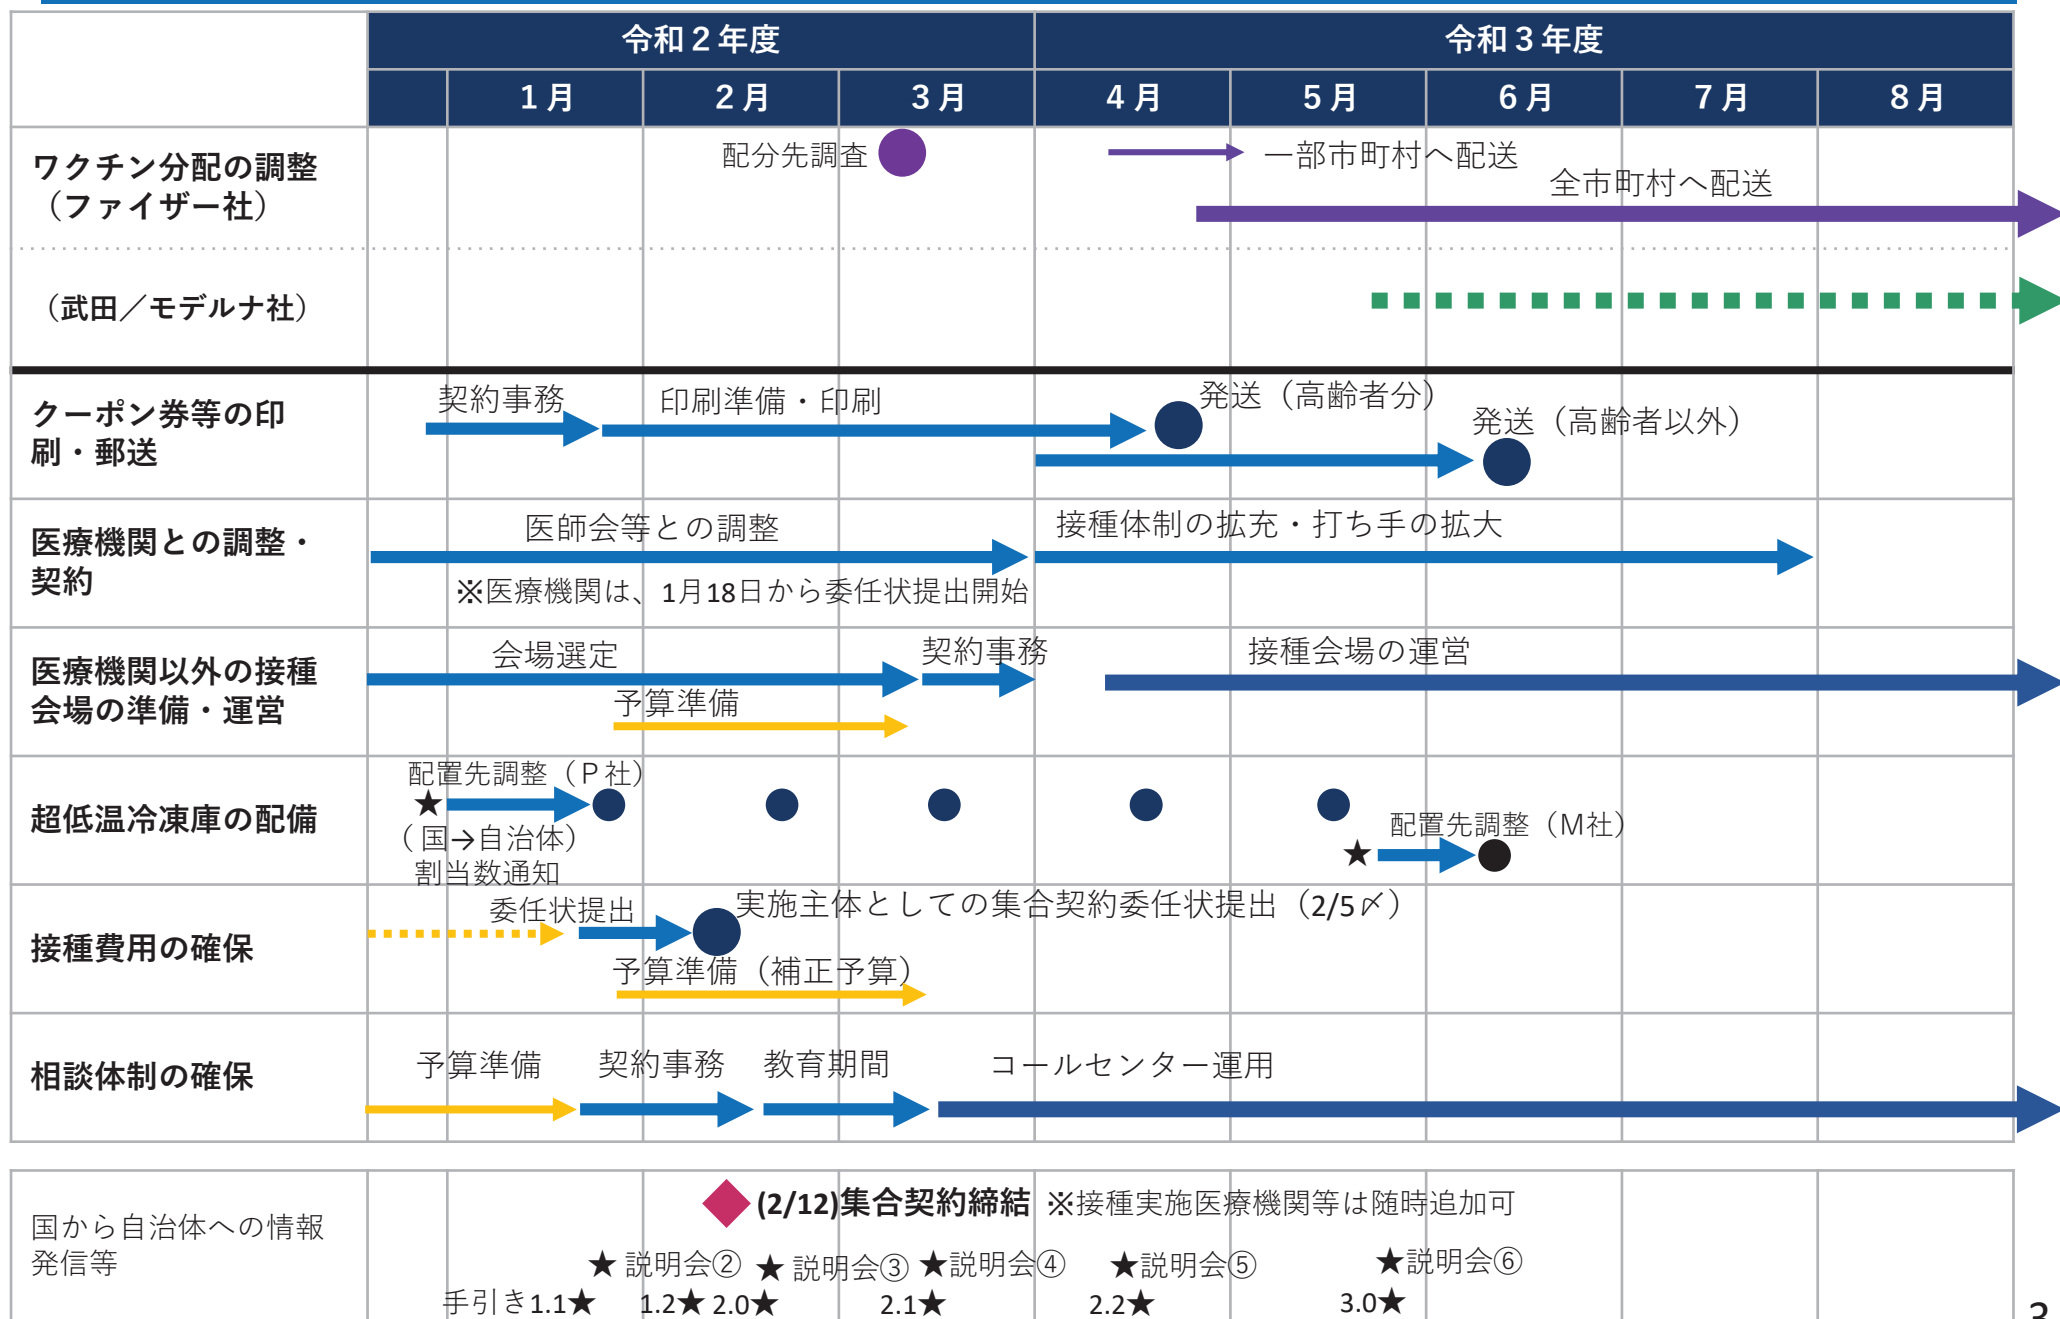 令和２年度
令和３年度
１月
２月
３月
４月
５月
６月
７月
８月
ワクチン分配の調整
（ファイザー社）
配分先調査
一部市町村へ配送
全市町村へ配送
（武田／モデルナ社）
クーポン券等の印
刷・郵送
契約事務
印刷準備・印刷
発送（高齢者分）
発送（高齢者以外）
医療機関との調整・
契約
医師会等との調整
※医療機関は、1月18日から委任状提出開始
接種体制の拡充・打ち手の拡大
医療機関以外の接種
会場の準備・運営
会場選定
契約事務
予算準備
接種会場の運営
超低温冷凍庫の配備
配置先調整（Ｐ社）
★
（国→自治体）
割当数通知
配置先調整（Ｍ社）
★
接種費用の確保
委任状提出
実施主体としての集合契約委任状提出（2/5〆）
予算準備（補正予算）
相談体制の確保
予算準備
契約事務
教育期間
コールセンター運用
国から自治体への情報
発信等
(2/12)集合契約締結 ※接種実施医療機関等は随時追加可
★ 説明会② ★ 説明会③ ★説明会④ ★説明会⑤ ★説明会⑥
手引き1.1★ 1.2★ 2.0★ 2.1★ 2.2★ 3.0★
3